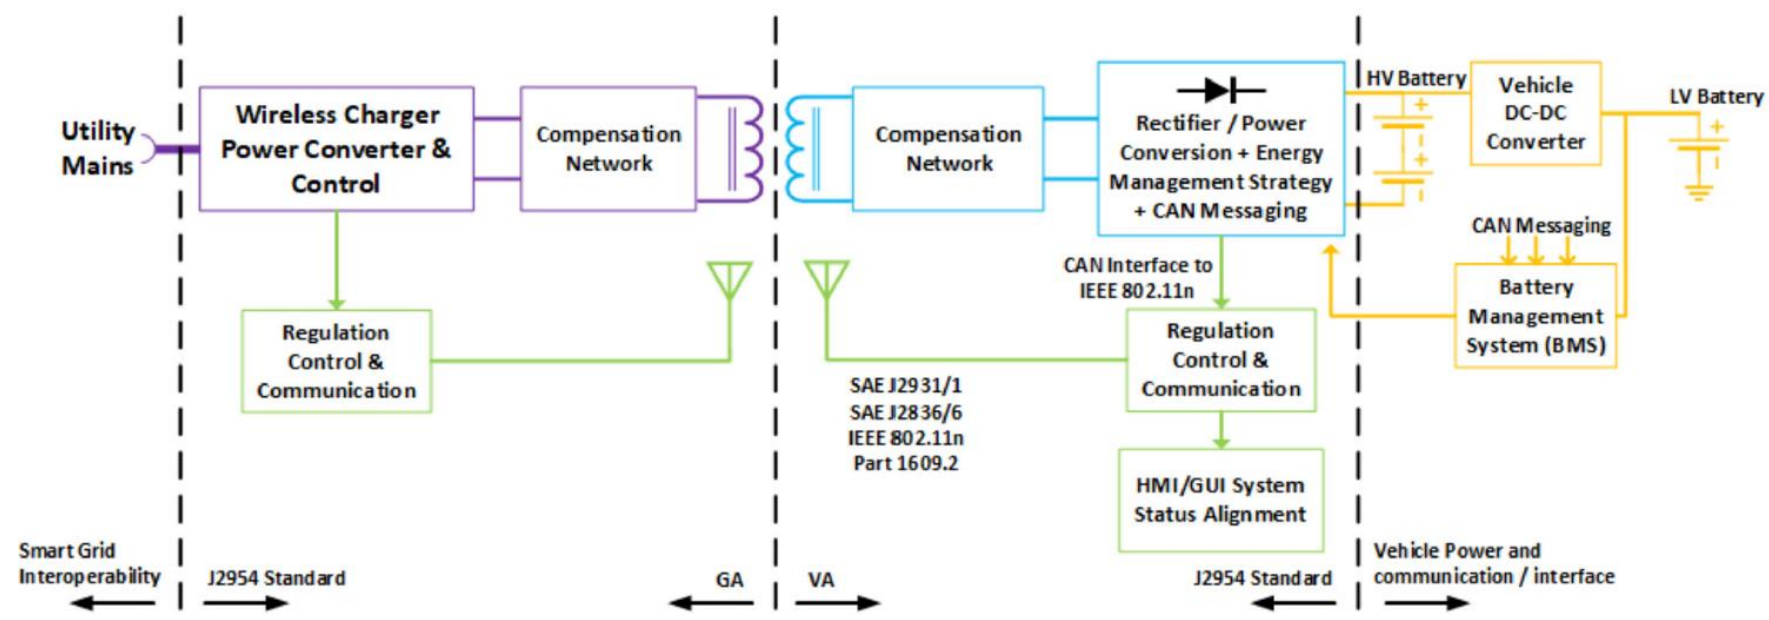 Utility
Mains
Wireless Charger
Power Converter &
Control
Compensation
Network
Compensation
Network
Rectifier / Power
Conversion + Energy
Management Strategy
+ CAN Messaging
HV Battery
+
-
+
-
Vehicle
DC-DC
Converter
LV Battery
+
-
CAN Messaging
Battery
Management
System (BMS)
CAN Interface to
IEEE 802.11n
Regulation
Control &
Communication
Regulation
Control &
Communication
SAE J2931/1
SAE J2836/6
IEEE 802.11n
Part 1609.2
HMI/GUI System
Status Alignment
Smart Grid
Interoperability
J2954 Standard
GA
VA
J2954 Standard
Vehicle Power and
communication / interface